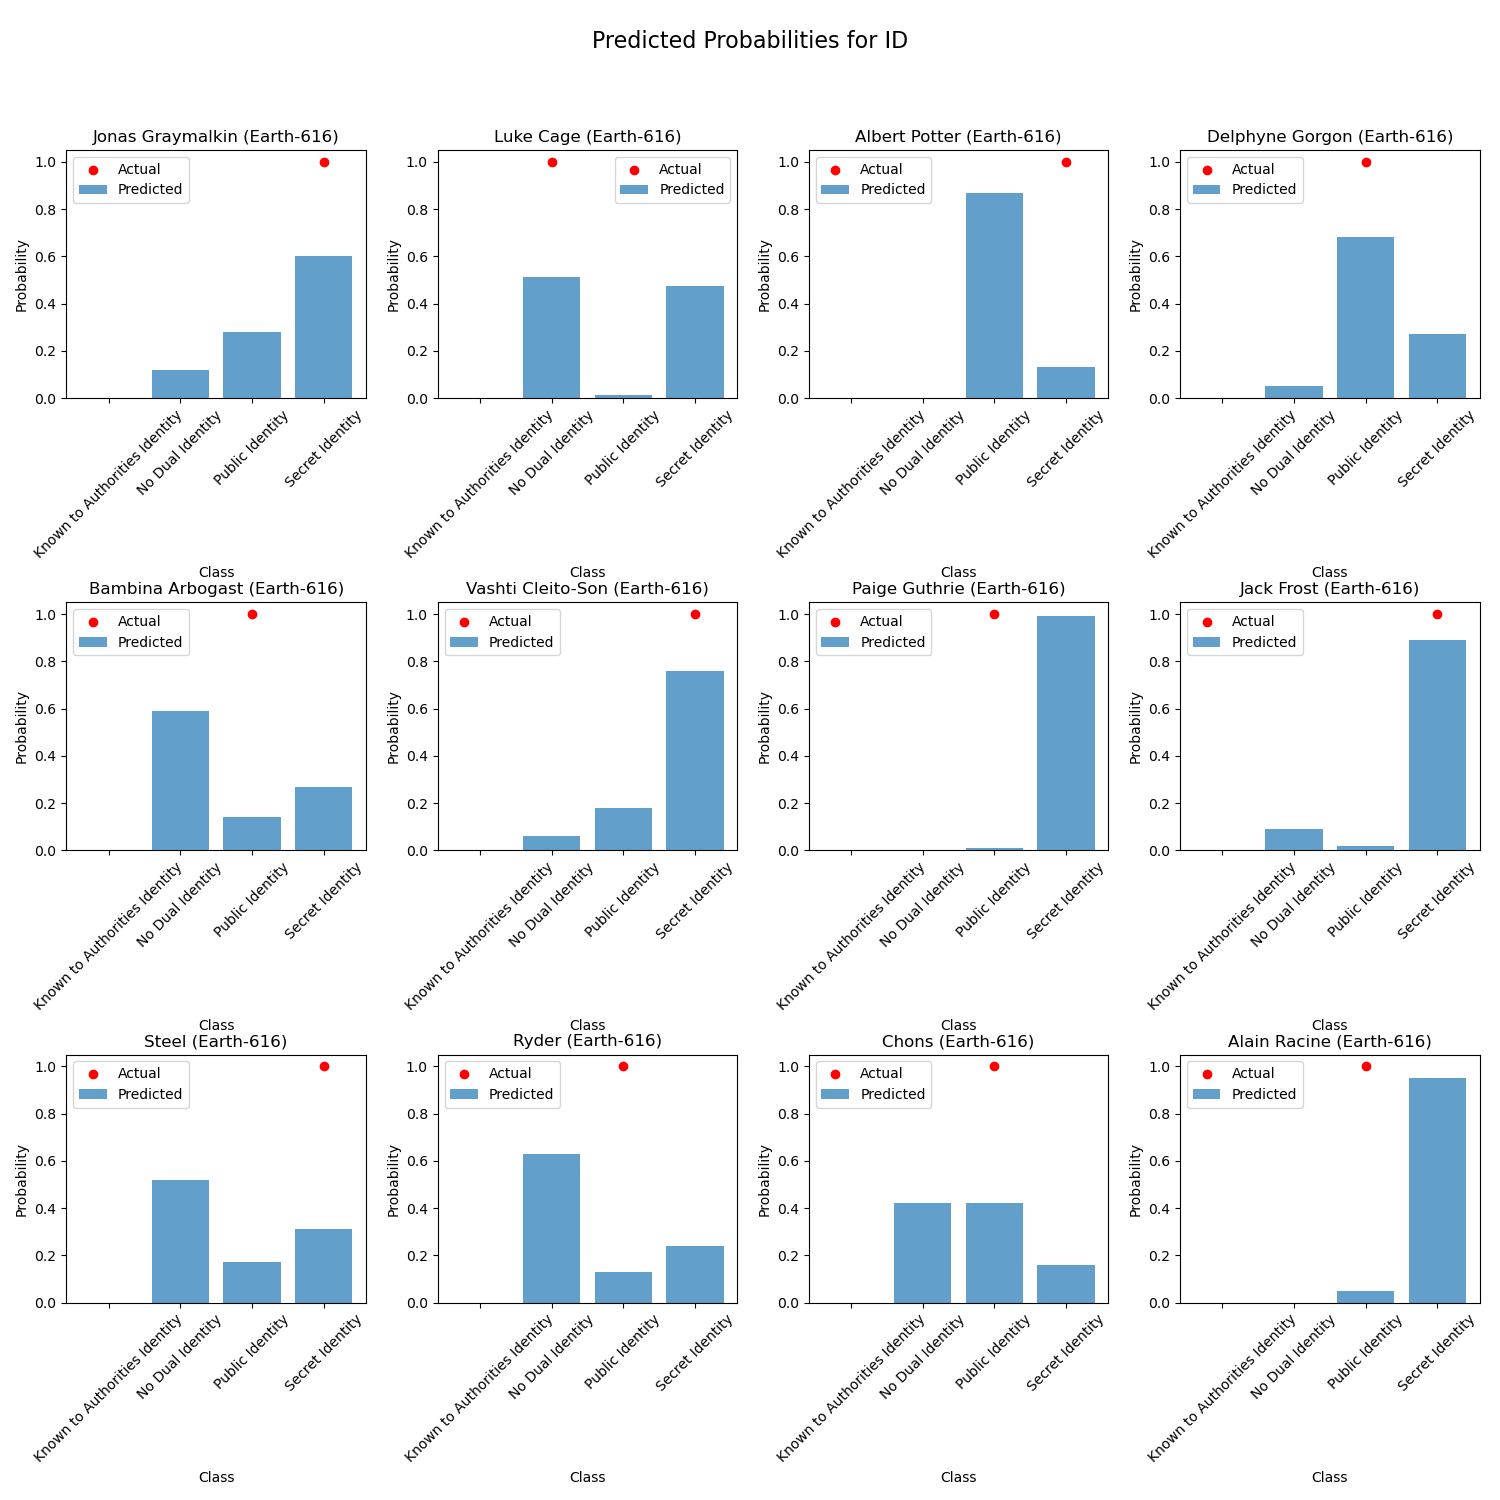 Predicted Probabilities for ID
Jonas Graymalkin (Earth-616)
1.0
0.8
0.6
0.4
0.2
0.0
Probability
Actual
Predicted
Known to Authorities Identity
No Dual Identity
Public Identity
Secret Identity
Class
Luke Cage (Earth-616)
1.0
0.8
0.6
0.4
0.2
0.0
Probability
Actual
Predicted
Known to Authorities Identity
No Dual Identity
Public Identity
Secret Identity
Class
Albert Potter (Earth-616)
1.0
0.8
0.6
0.4
0.2
0.0
Probability
Actual
Predicted
Known to Authorities Identity
No Dual Identity
Public Identity
Secret Identity
Class
Delphyne Gorgon (Earth-616)
1.0
0.8
0.6
0.4
0.2
0.0
Probability
Actual
Predicted
Known to Authorities Identity
No Dual Identity
Public Identity
Secret Identity
Class
Bambina Arbogast (Earth-616)
1.0
0.8
0.6
0.4
0.2
0.0
Probability
Actual
Predicted
Known to Authorities Identity
No Dual Identity
Public Identity
Secret Identity
Class
Vashti Cleito-Son (Earth-616)
1.0
0.8
0.6
0.4
0.2
0.0
Probability
Actual
Predicted
Known to Authorities Identity
No Dual Identity
Public Identity
Secret Identity
Class
Paige Guthrie (Earth-616)
1.0
0.8
0.6
0.4
0.2
0.0
Probability
Actual
Predicted
Known to Authorities Identity
No Dual Identity
Public Identity
Secret Identity
Class
Jack Frost (Earth-616)
1.0
0.8
0.6
0.4
0.2
0.0
Probability
Actual
Predicted
Known to Authorities Identity
No Dual Identity
Public Identity
Secret Identity
Class
Steel (Earth-616)
1.0
0.8
0.6
0.4
0.2
0.0
Probability
Actual
Predicted
Known to Authorities Identity
No Dual Identity
Public Identity
Secret Identity
Class
Ryder (Earth-616)
1.0
0.8
0.6
0.4
0.2
0.0
Probability
Actual
Predicted
Known to Authorities Identity
No Dual Identity
Public Identity
Secret Identity
Class
Chons (Earth-616)
1.0
0.8
0.6
0.4
0.2
0.0
Probability
Actual
Predicted
Known to Authorities Identity
No Dual Identity
Public Identity
Secret Identity
Class
Alain Racine (Earth-616)
1.0
0.8
0.6
0.4
0.2
0.0
Probability
Actual
Predicted
Known to Authorities Identity
No Dual Identity
Public Identity
Secret Identity
Class